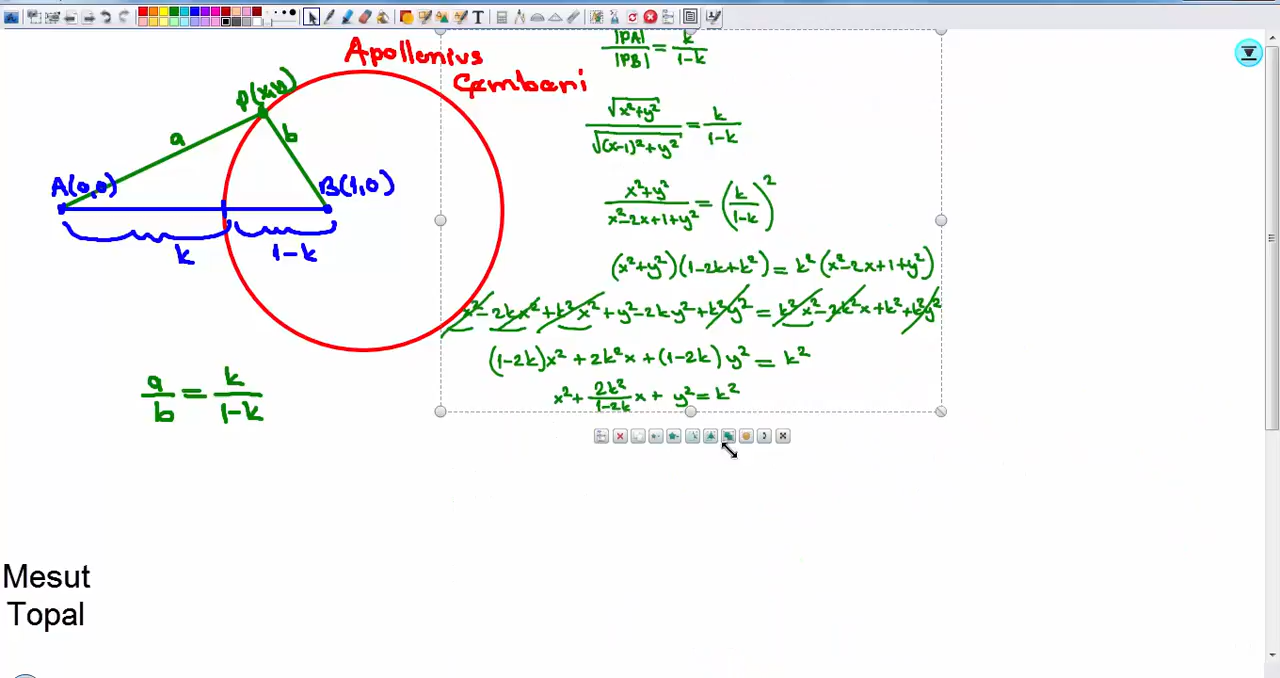 Apollonius
Çemberi
P(x,y)
a
b
A(0,0)
B(1,0)
k
1-k
a/b = k/(1-k)
|PA|/|PB| = k/(1-k)
√(x²+y²)/√((x-1)²+y²) = k/(1-k)
(x²+y²)/(x²-2x+1+y²) = (k/(1-k))²
(x²+y²)(1-2k+k²) = k²(x²-2x+1+y²)
x²-2kx²+k²x²+y²-2ky²+k²y² = k²x²-2k²x+k²+k²y²
(1-2k)x²+2k²x+(1-2k)y² = k²
x²+2k²/(1-2k)x+y²=k²
Mesut
Topal